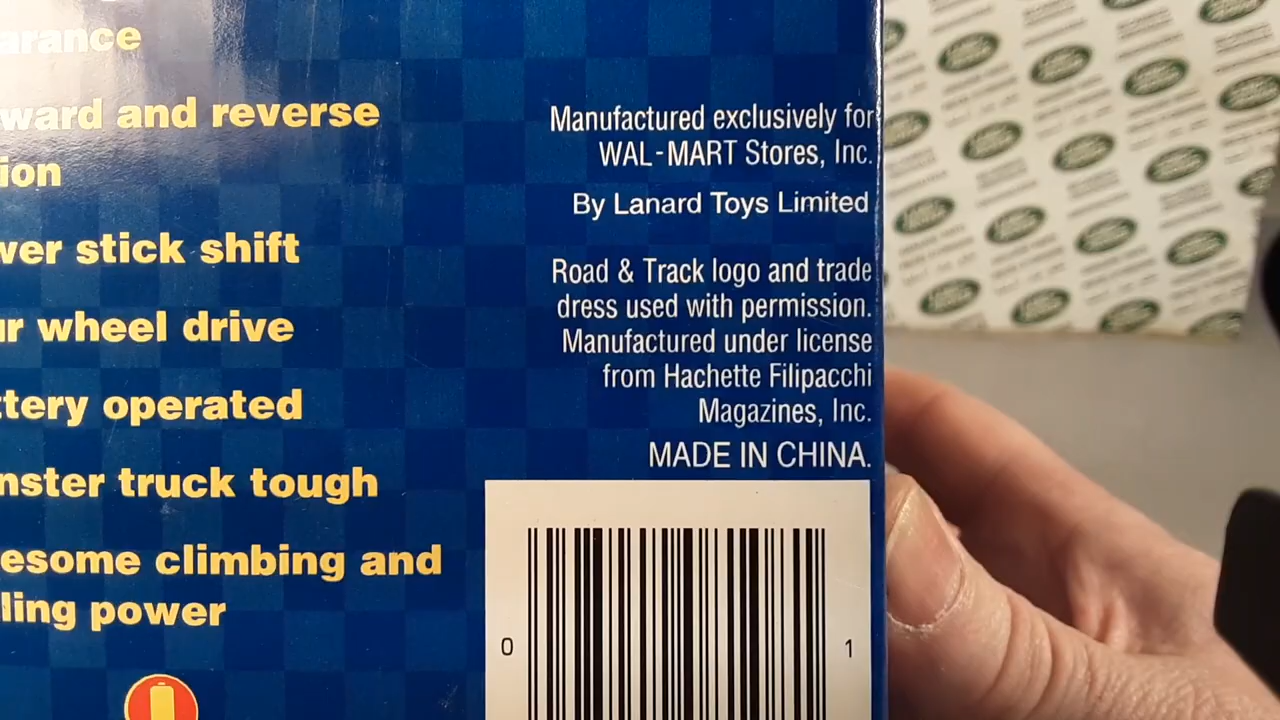 arance
ward and reverse
ion
wer stick shift
ur wheel drive
ttery operated
nster truck tough
esome climbing and
ling power
Manufactured exclusively for
WAL-MART Stores, Inc.
By Lanard Toys Limited
Road & Track logo and trade
dress used with permission.
Manufactured under license
from Hachette Filipacchi
Magazines, Inc.
MADE IN CHINA.
0 1